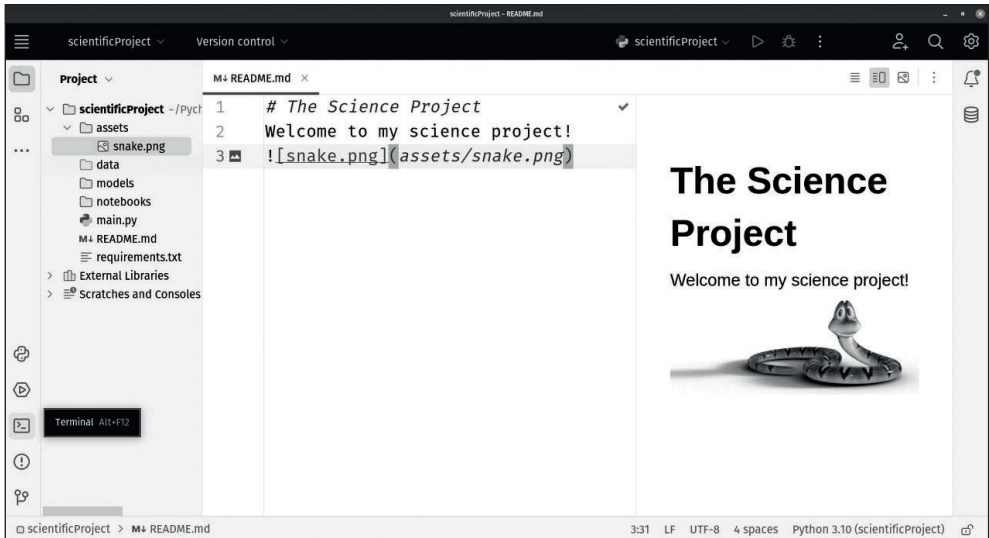 scientificProject – README.md
scientificProject
Version control
scientificProject
Project
M↓ README.md
scientificProject ~/Pych
assets
snake.png
data
models
notebooks
main.py
M↓ README.md
requirements.txt
External Libraries
Scratches and Consoles
1 # The Science Project
2 Welcome to my science project!
3 ![snake.png](assets/snake.png)
The Science
Project
Welcome to my science project!
Terminal Alt+F12
scientificProject > M↓ README.md
3:31 LF UTF-8 4 spaces Python 3.10 (scientificProject)